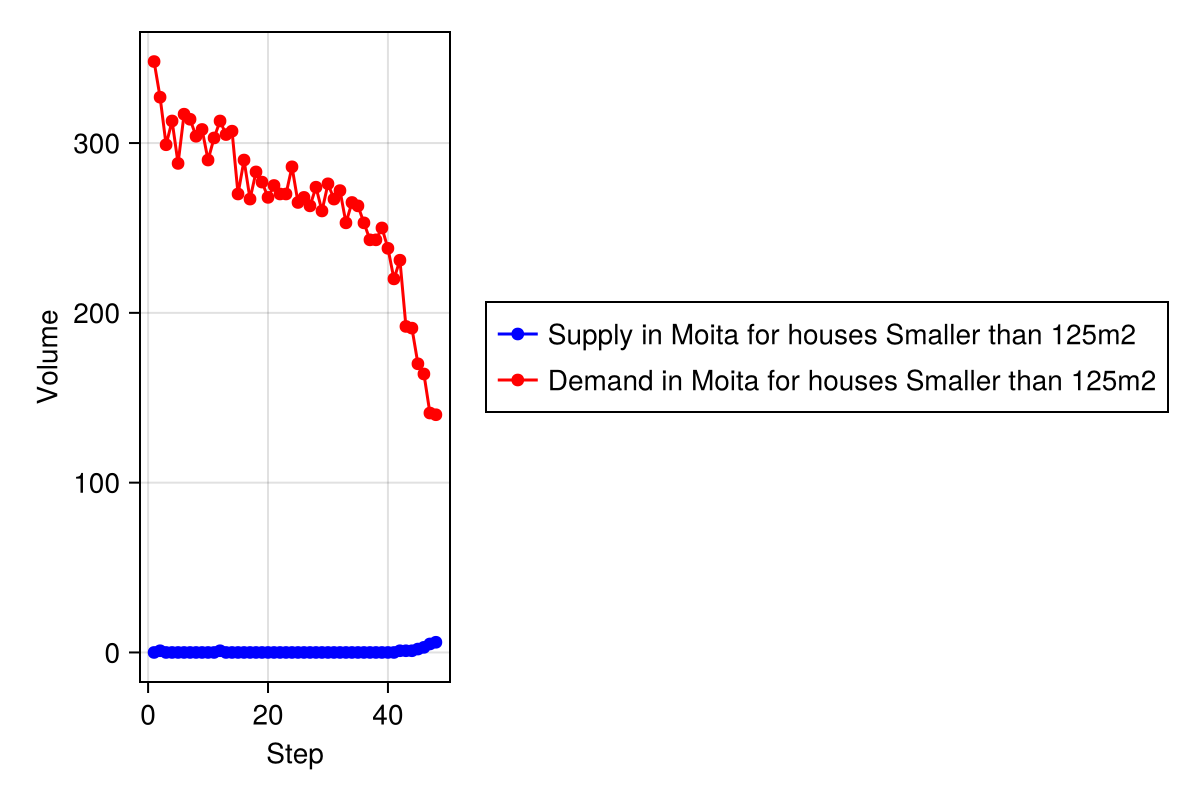 300
200
100
0
Volume
0 20 40
Step
Supply in Moita for houses Smaller than 125m2
Demand in Moita for houses Smaller than 125m2